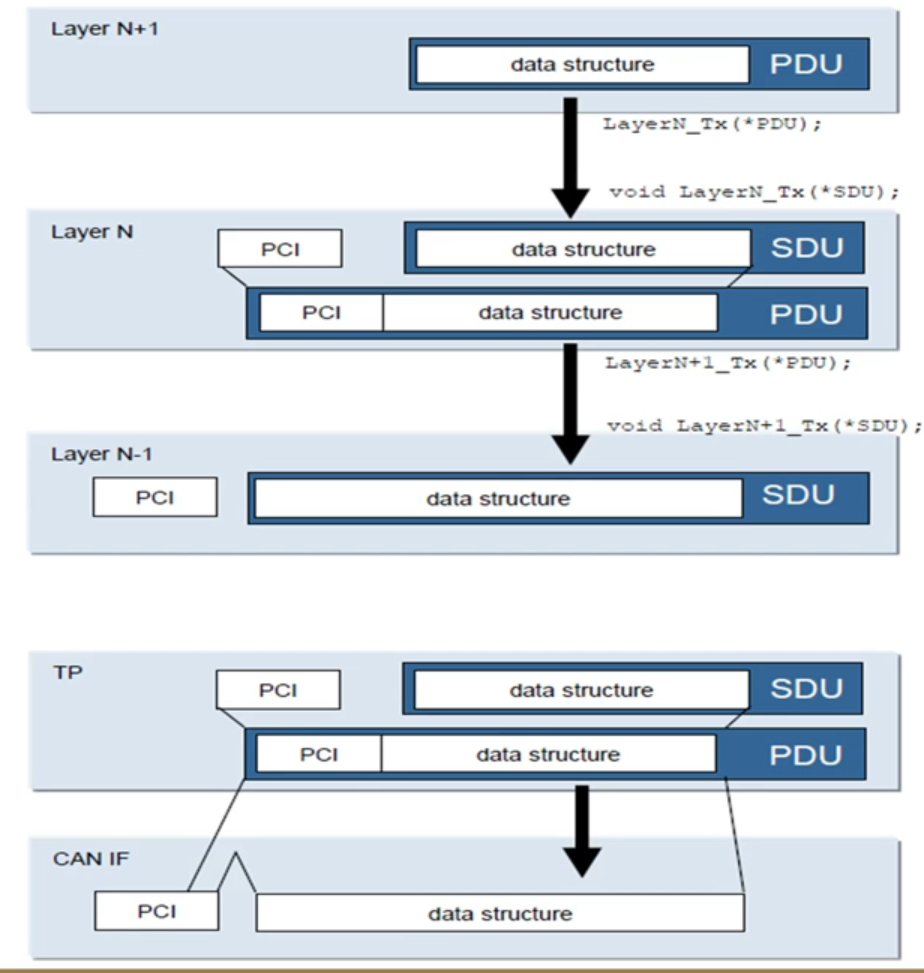 Layer N+1
data structure PDU
LayerN_Tx(*PDU);
void LayerN_Tx(*SDU);
Layer N
PCI data structure SDU
PCI data structure PDU
LayerN+1_Tx(*PDU);
void LayerN+1_Tx(*SDU);
Layer N-1
PCI data structure SDU
TP
PCI data structure SDU
PCI data structure PDU
CAN IF
PCI data structure